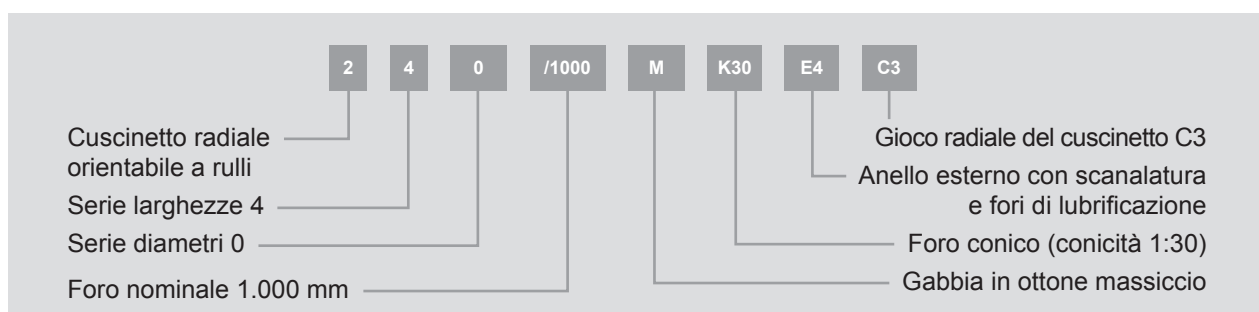 2 4 0 /1000 M K30 E4 C3
Cuscinetto radiale
orientabile a rulli
Serie larghezze 4
Serie diametri 0
Foro nominale 1.000 mm
Gioco radiale del cuscinetto C3
Anello esterno con scanalatura
e fori di lubrificazione
Foro conico (conicità 1:30)
Gabbia in ottone massiccio